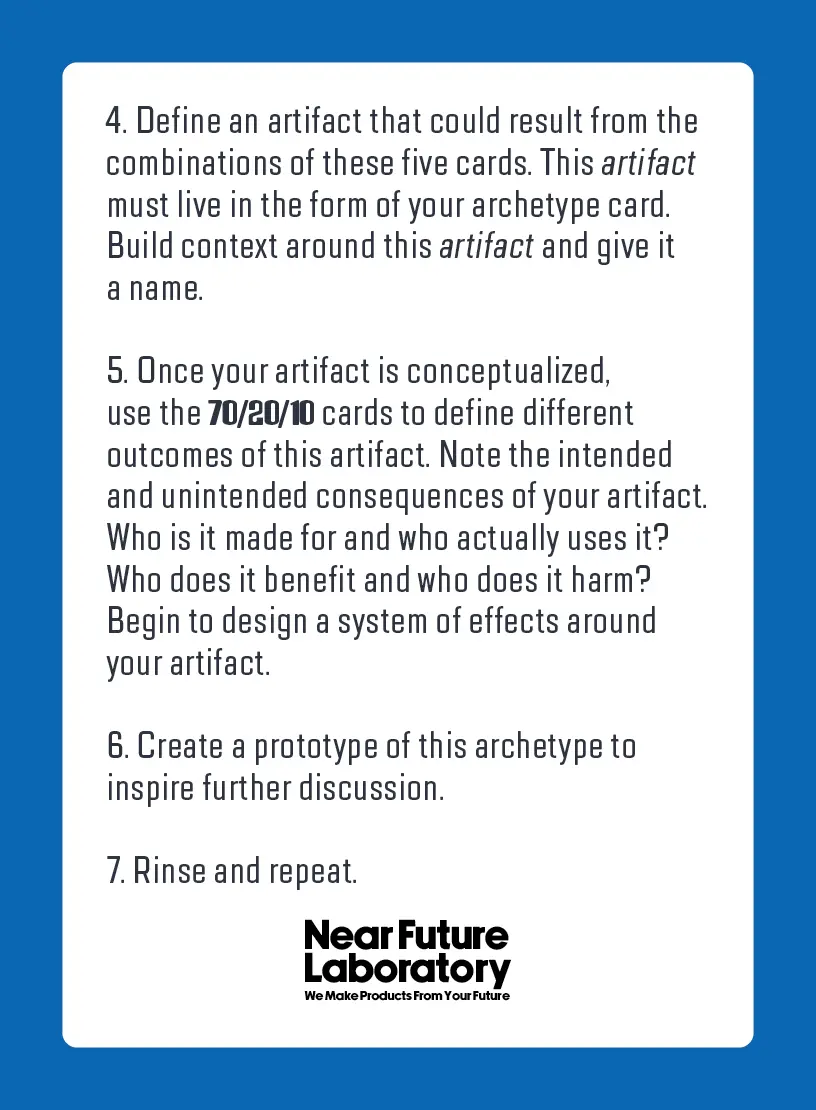 4. Define an artifact that could result from the
combinations of these five cards. This artifact
must live in the form of your archetype card.
Build context around this artifact and give it
a name.
5. Once your artifact is conceptualized,
use the 70/20/10 cards to define different
outcomes of this artifact. Note the intended
and unintended consequences of your artifact.
Who is it made for and who actually uses it?
Who does it benefit and who does it harm?
Begin to design a system of effects around
your artifact.
6. Create a prototype of this archetype to
inspire further discussion.
7. Rinse and repeat.
Near Future
Laboratory
We Make Products From Your Future